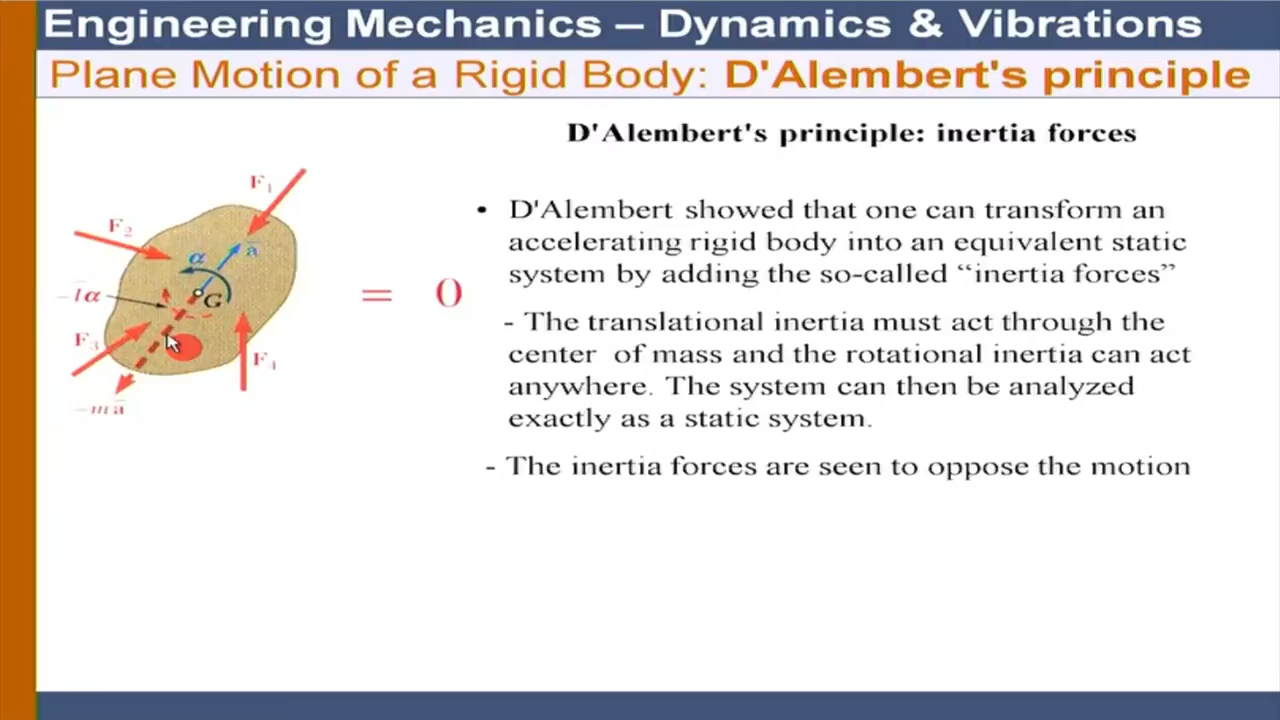 Engineering Mechanics – Dynamics & Vibrations
Plane Motion of a Rigid Body: D'Alembert's principle
D'Alembert's principle: inertia forces
F1
F2
α
a̅
G
-I̅α
F3
F4
-ma̅
= 0
• D'Alembert showed that one can transform an
accelerating rigid body into an equivalent static
system by adding the so-called “inertia forces”
- The translational inertia must act through the
center of mass and the rotational inertia can act
anywhere. The system can then be analyzed
exactly as a static system.
- The inertia forces are seen to oppose the motion